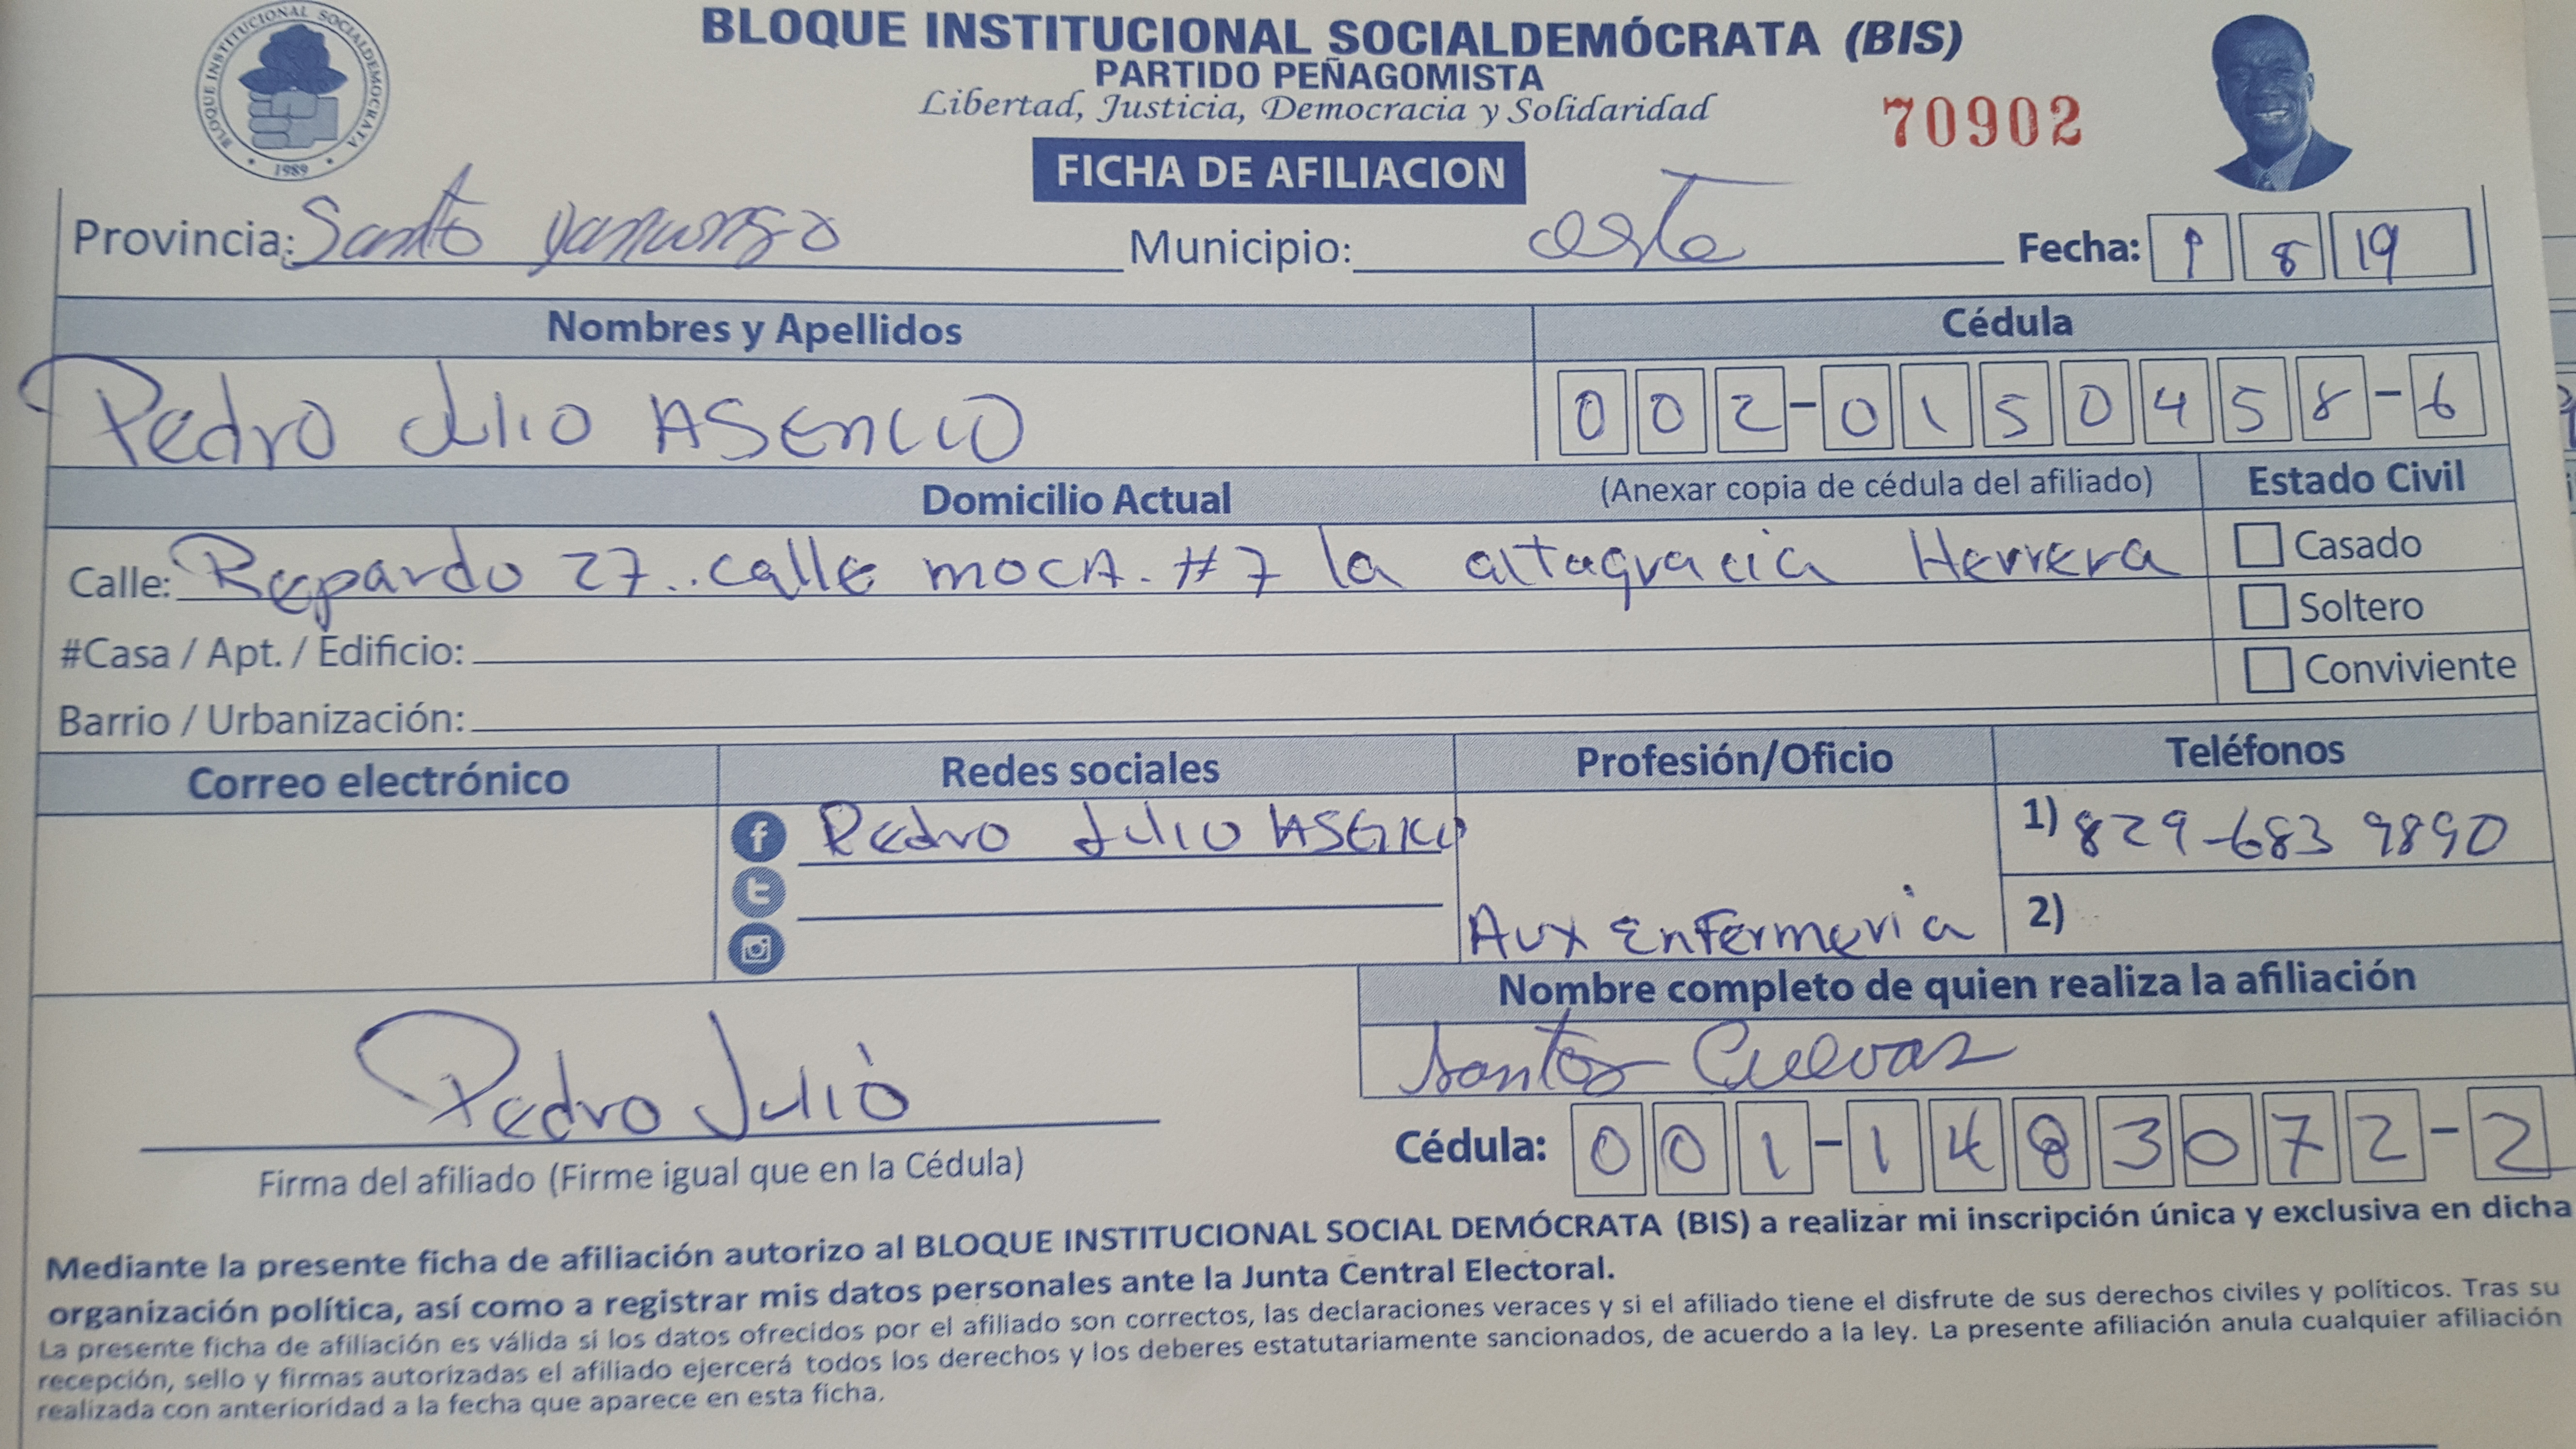 BLOQUE INSTITUCIONAL SOCIALDEMOCRATA
1989
BLOQUE INSTITUCIONAL SOCIALDEMÓCRATA (BIS)
PARTIDO PEÑAGOMISTA
Libertad, Justicia, Democracia y Solidaridad
70902
FICHA DE AFILIACION
Provincia: Santo Municipio: este Fecha: 8 19
Nombres y Apellidos Cédula
Pedro Julio ASENCIO 002-0150458-6
Domicilio Actual (Anexar copia de cédula del afiliado) Estado Civil
Calle: Repardo 27.. calle moca. #7 la altagracia Herrera Casado
Soltero
#Casa / Apt. / Edificio:
Conviviente
Barrio / Urbanización:
Correo electrónico Redes sociales Profesión/Oficio Teléfonos
Pedro Julio ASENCIO 1) 829-683 9890
Aux Enfermeria 2)
Nombre completo de quien realiza la afiliación
Santos Cuevas
Pedro Julio
Cédula: 001-1483072-2
Firma del afiliado (Firme igual que en la Cédula)
Mediante la presente ficha de afiliación autorizo al BLOQUE INSTITUCIONAL SOCIAL DEMÓCRATA (BIS) a realizar mi inscripción única y exclusiva en dicha
organización política, así como a registrar mis datos personales ante la Junta Central Electoral.
La presente ficha de afiliación es válida si los datos ofrecidos por el afiliado son correctos, las declaraciones veraces y si el afiliado tiene el disfrute de sus derechos civiles y políticos. Tras su
recepción, sello y firmas autorizadas el afiliado ejercerá todos los derechos y los deberes estatutariamente sancionados, de acuerdo a la ley. La presente afiliación anula cualquier afiliación
realizada con anterioridad a la fecha que aparece en esta ficha.